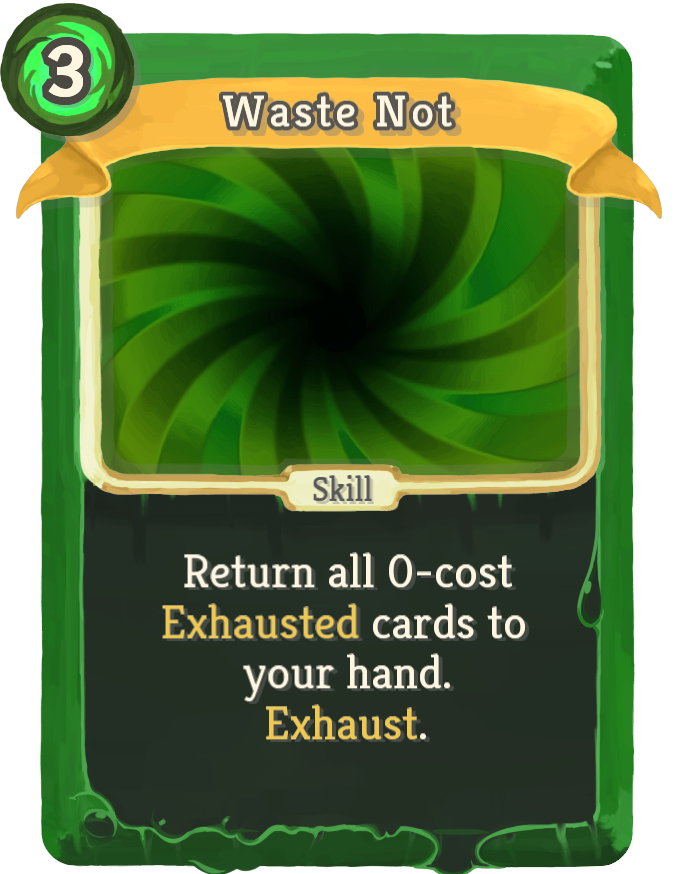 3
Waste Not
Skill
Return all 0-cost
Exhausted cards to
your hand.
Exhaust.